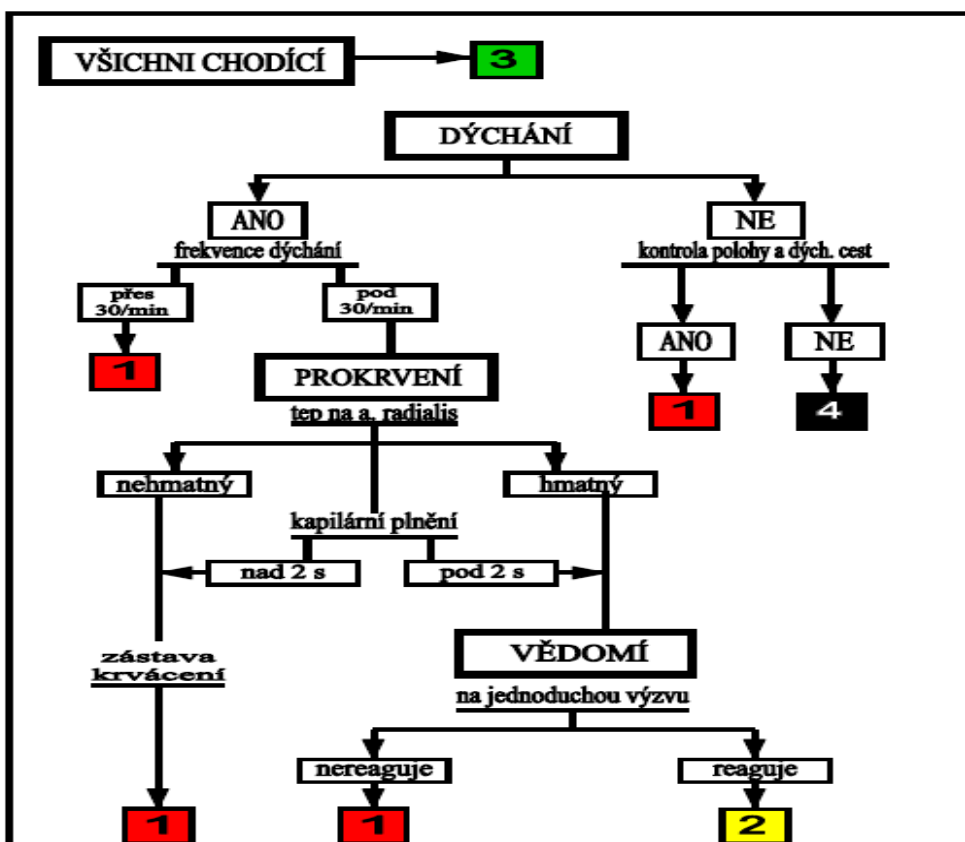 VŠICHNI CHODÍCÍ
3
DÝCHÁNÍ
ANO
NE
frekvence dýchání
kontrola polohy a dých. cest
přes
30/min
pod
30/min
ANO
NE
1
PROKRVENÍ
1
4
tep na a. radialis
nehmatný
hmatný
kapilární plnění
nad 2 s
pod 2 s
zástava
krvácení
VĚDOMÍ
na jednoduchou výzvu
nereaguje
reaguje
1
1
2